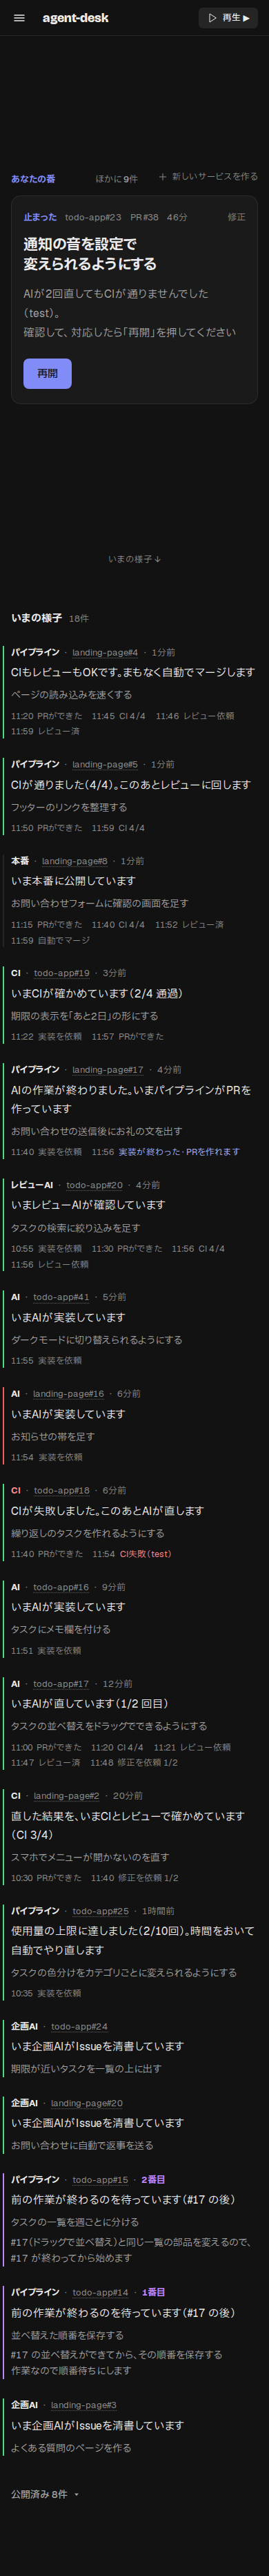 agent-desk
再生 ▶
あなたの番 ほかに9件 + 新しいサービスを作る
止まった todo-app#23 PR#38 46分 修正
通知の音を設定で
変えられるようにする
AIが2回直してもCIが通りませんでした
（test）。
確認して、対応したら「再開」を押してください
再開
いまの様子 ↓
いまの様子 18件
パイプライン · landing-page#4 · 1分前
CIもレビューもOKです。まもなく自動でマージします
ページの読み込みを速くする
11:20 PRができた 11:45 CI 4/4 11:46 レビュー依頼
11:59 レビュー済
パイプライン · landing-page#5 · 1分前
CIが通りました（4/4）。このあとレビューに回します
フッターのリンクを整理する
11:50 PRができた 11:59 CI 4/4
本番 · landing-page#8 · 1分前
いま本番に公開しています
お問い合わせフォームに確認の画面を足す
11:15 PRができた 11:40 CI 4/4 11:52 レビュー済
11:59 自動でマージ
CI · todo-app#19 · 3分前
いまCIが確かめています（2/4 通過）
期限の表示を「あと2日」の形にする
11:22 実装を依頼 11:57 PRができた
パイプライン · landing-page#17 · 4分前
AIの作業が終わりました。いまパイプラインがPRを
作っています
お問い合わせの送信後にお礼の文を出す
11:40 実装を依頼 11:56 実装が終わった・PRを作れます
レビューAI · todo-app#20 · 4分前
いまレビューAIが確認しています
タスクの検索に絞り込みを足す
10:55 実装を依頼 11:30 PRができた 11:56 CI 4/4
11:56 レビュー依頼
AI · todo-app#41 · 5分前
いまAIが実装しています
ダークモードに切り替えられるようにする
11:55 実装を依頼
AI · landing-page#16 · 6分前
いまAIが実装しています
お知らせの帯を足す
11:54 実装を依頼
CI · todo-app#18 · 6分前
CIが失敗しました。このあとAIが直します
繰り返しのタスクを作れるようにする
11:40 PRができた 11:54 CI失敗（test）
AI · todo-app#16 · 9分前
いまAIが実装しています
タスクにメモ欄を付ける
11:51 実装を依頼
AI · todo-app#17 · 12分前
いまAIが直しています（1/2 回目）
タスクの並べ替えをドラッグでできるようにする
11:00 PRができた 11:20 CI 4/4 11:21 レビュー依頼
11:47 レビュー済 11:48 修正を依頼 1/2
CI · landing-page#2 · 20分前
直した結果を、いまCIとレビューで確かめています
（CI 3/4）
スマホでメニューが開かないのを直す
10:30 PRができた 11:40 修正を依頼 1/2
パイプライン · todo-app#25 · 1時間前
使用量の上限に達しました（2/10回）。時間をおいて
自動でやり直します
タスクの色分けをカテゴリごとに変えられるようにする
10:35 実装を依頼
企画AI · todo-app#24
いま企画AIがIssueを清書しています
期限が近いタスクを一覧の上に出す
企画AI · landing-page#20
いま企画AIがIssueを清書しています
お問い合わせに自動で返事を送る
パイプライン · todo-app#15 · 2番目
前の作業が終わるのを待っています（#17 の後）
タスクの一覧を週ごとに分ける
#17（ドラッグで並べ替え）と同じ一覧の部品を変えるので、
#17 が終わってから始めます
パイプライン · todo-app#14 · 1番目
前の作業が終わるのを待っています（#17 の後）
並べ替えた順番を保存する
#17 の並べ替えができてから、その順番を保存する
作業なので順番待ちにします
企画AI · landing-page#3
いま企画AIがIssueを清書しています
よくある質問のページを作る
公開済み 8件